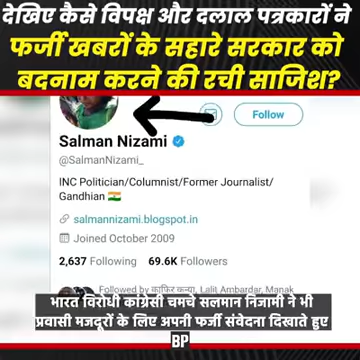 देखिए कैसे विपक्ष और दलाल पत्रकारों ने
फर्जी खबरों के सहारे सरकार को
बदनाम करने की रची साजिश?
Follow
Salman Nizami
@SalmanNizami_
INC Politician/Columnist/Former Journalist/
Gandhian
salmannizami.blogspot.in
Joined October 2009
2,637 Following 69.6K Followers
Followed by काफ़िर कन्या, Lalit Ambardar, Manak
भारत विरोधी कांग्रेसी चमचे सलमान निजामी ने भी
प्रवासी मजदूरों के लिए अपनी फर्जी संवेदना दिखाते हुए
BP